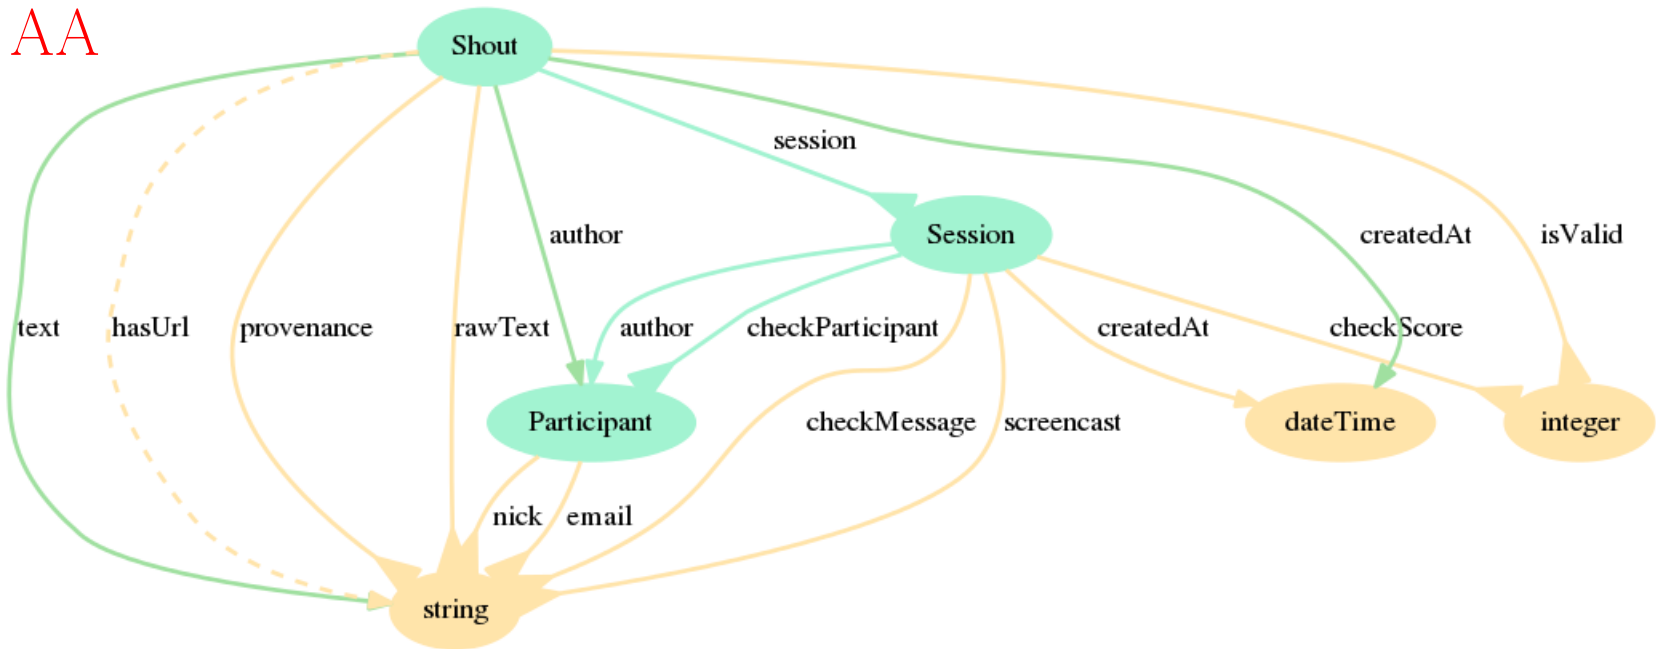 AA
Shout
session
author
Session
createdAt
isValid
text
hasUrl
provenance
rawText
author
checkParticipant
createdAt
checkScore
Participant
checkMessage
screencast
dateTime
integer
nick
email
string